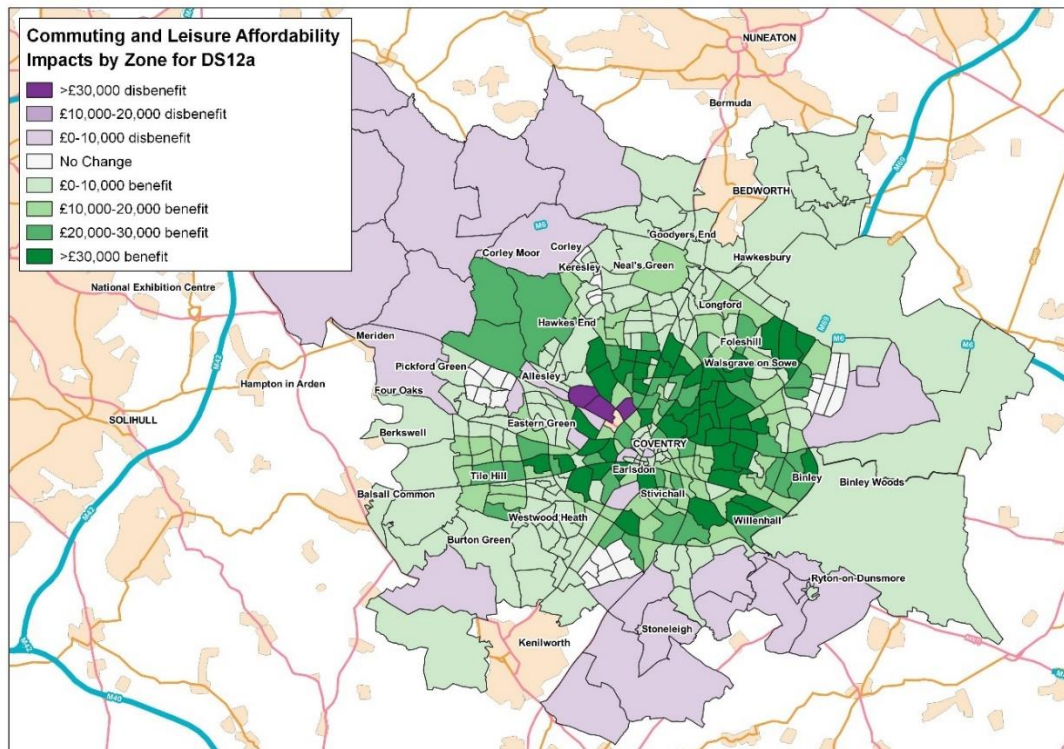 Commuting and Leisure Affordability
Impacts by Zone for DS12a
>£30,000 disbenefit
£10,000-20,000 disbenefit
£0-10,000 disbenefit
No Change
£0-10,000 benefit
£10,000-20,000 benefit
£20,000-30,000 benefit
>£30,000 benefit
NUNEATON
Bermuda
M69
BEDWORTH
M6
Goodyers End
Corley
Corley Moor
Keresley
Neal's Green
Hawkesbury
National Exhibition Centre
Longford
Hawkes End
M69
M6
M6
Meriden
Foleshill
Walsgrave on Sowe
M42
Pickford Green
Allesley
Hampton in Arden
Four Oaks
SOLIHULL
Eastern Green
Berkswell
COVENTRY
Earlsdon
Tile Hill
Binley
Binley Woods
Balsall Common
Stivichall
M42
Westwood Heath
Willenhall
Burton Green
Ryton-on-Dunsmore
Stoneleigh
Kenilworth
M42
M40